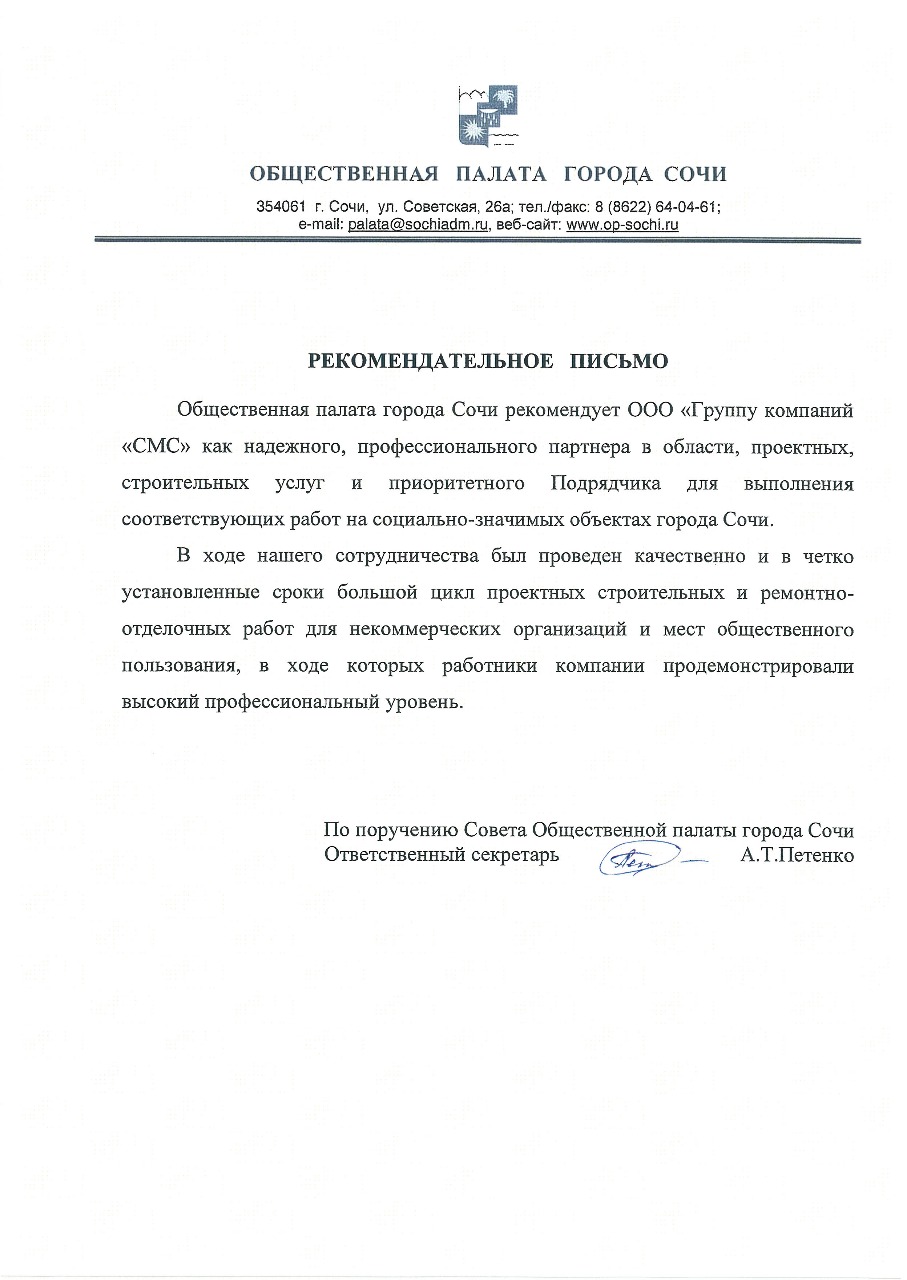 ОБЩЕСТВЕННАЯ ПАЛАТА ГОРОДА СОЧИ
354061 г. Сочи, ул. Советская, 26а; тел./факс: 8 (8622) 64-04-61;
e-mail: palata@sochiadm.ru, веб-сайт: www.op-sochi.ru
РЕКОМЕНДАТЕЛЬНОЕ ПИСЬМО
Общественная палата города Сочи рекомендует ООО «Группу компаний
«СМС» как надежного, профессионального партнера в области, проектных,
строительных услуг и приоритетного Подрядчика для выполнения
соответствующих работ на социально-значимых объектах города Сочи.
В ходе нашего сотрудничества был проведен качественно и в четко
установленные сроки большой цикл проектных строительных и ремонтно-
отделочных работ для некоммерческих организаций и мест общественного
пользования, в ходе которых работники компании продемонстрировали
высокий профессиональный уровень.
По поручению Совета Общественной палаты города Сочи
Ответственный секретарь А.Т.Петенко